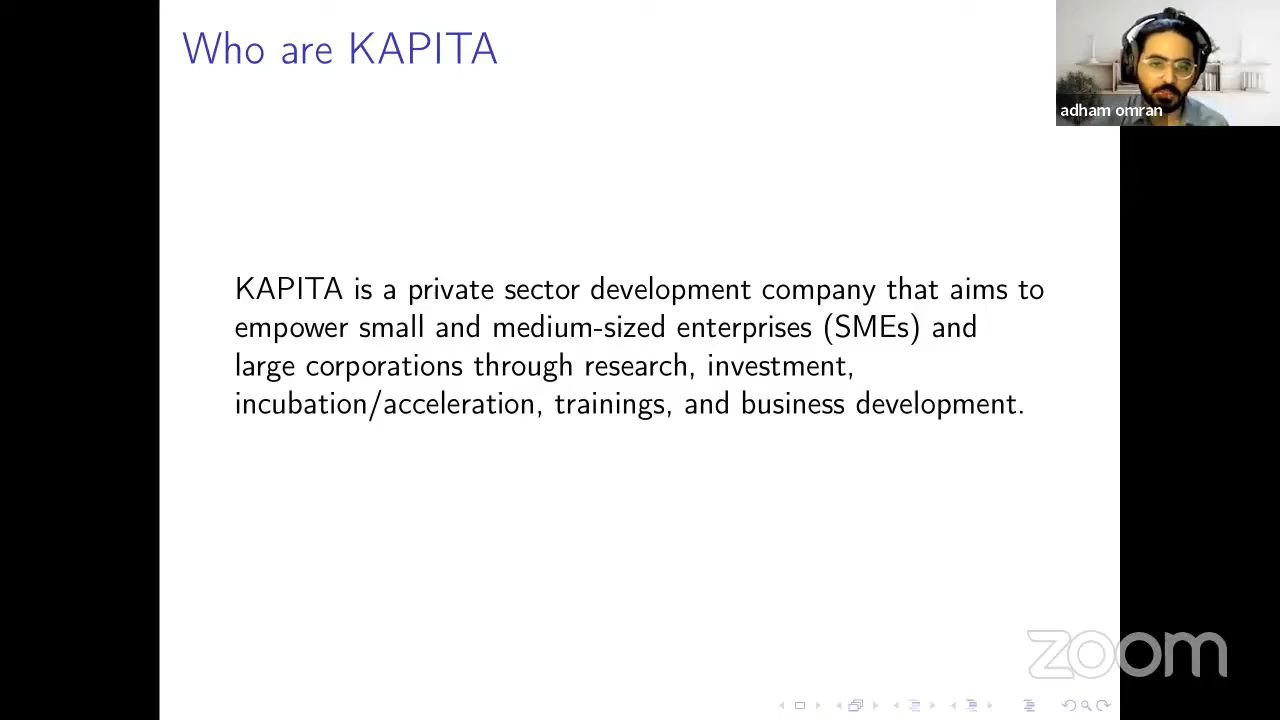 Who are KAPITA
adham omran
KAPITA is a private sector development company that aims to
empower small and medium-sized enterprises (SMEs) and
large corporations through research, investment,
incubation/acceleration, trainings, and business development.
zoom